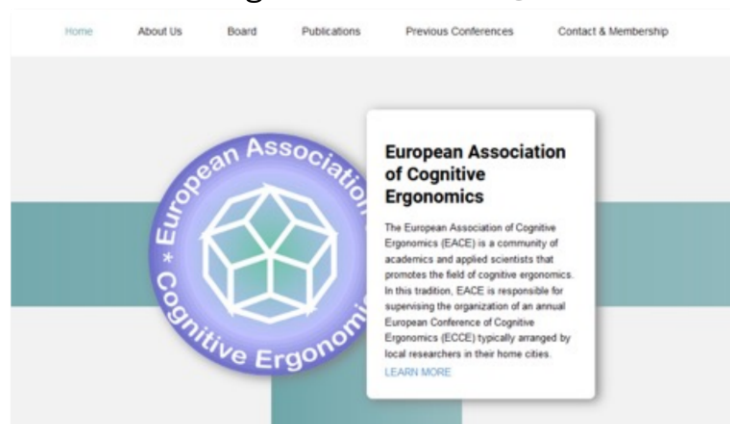 Home About Us Board Publications Previous Conferences Contact & Membership
* European Association
Cognitive Ergonomic
European Association
of Cognitive
Ergonomics
The European Association of Cognitive
Ergonomics (EACE) is a community of
academics and applied scientists that
promotes the field of cognitive ergonomics.
In this tradition, EACE is responsible for
supervising the organization of an annual
European Conference of Cognitive
Ergonomics (ECCE) typically arranged by
local researchers in their home cities.
LEARN MORE